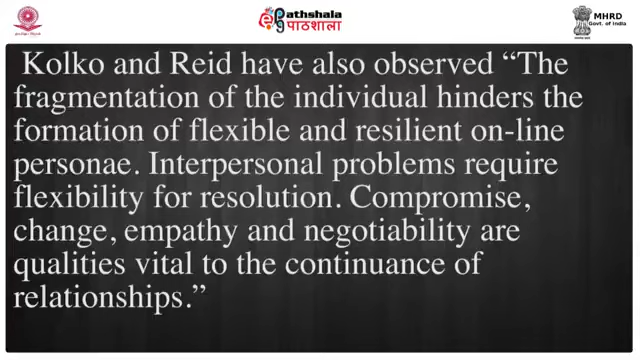 Pathshala
पाठशाला
MHRD
Govt. of India
Kolko and Reid have also observed “The
fragmentation of the individual hinders the
formation of flexible and resilient on-line
personae. Interpersonal problems require
flexibility for resolution. Compromise,
change, empathy and negotiability are
qualities vital to the continuance of
relationships.”